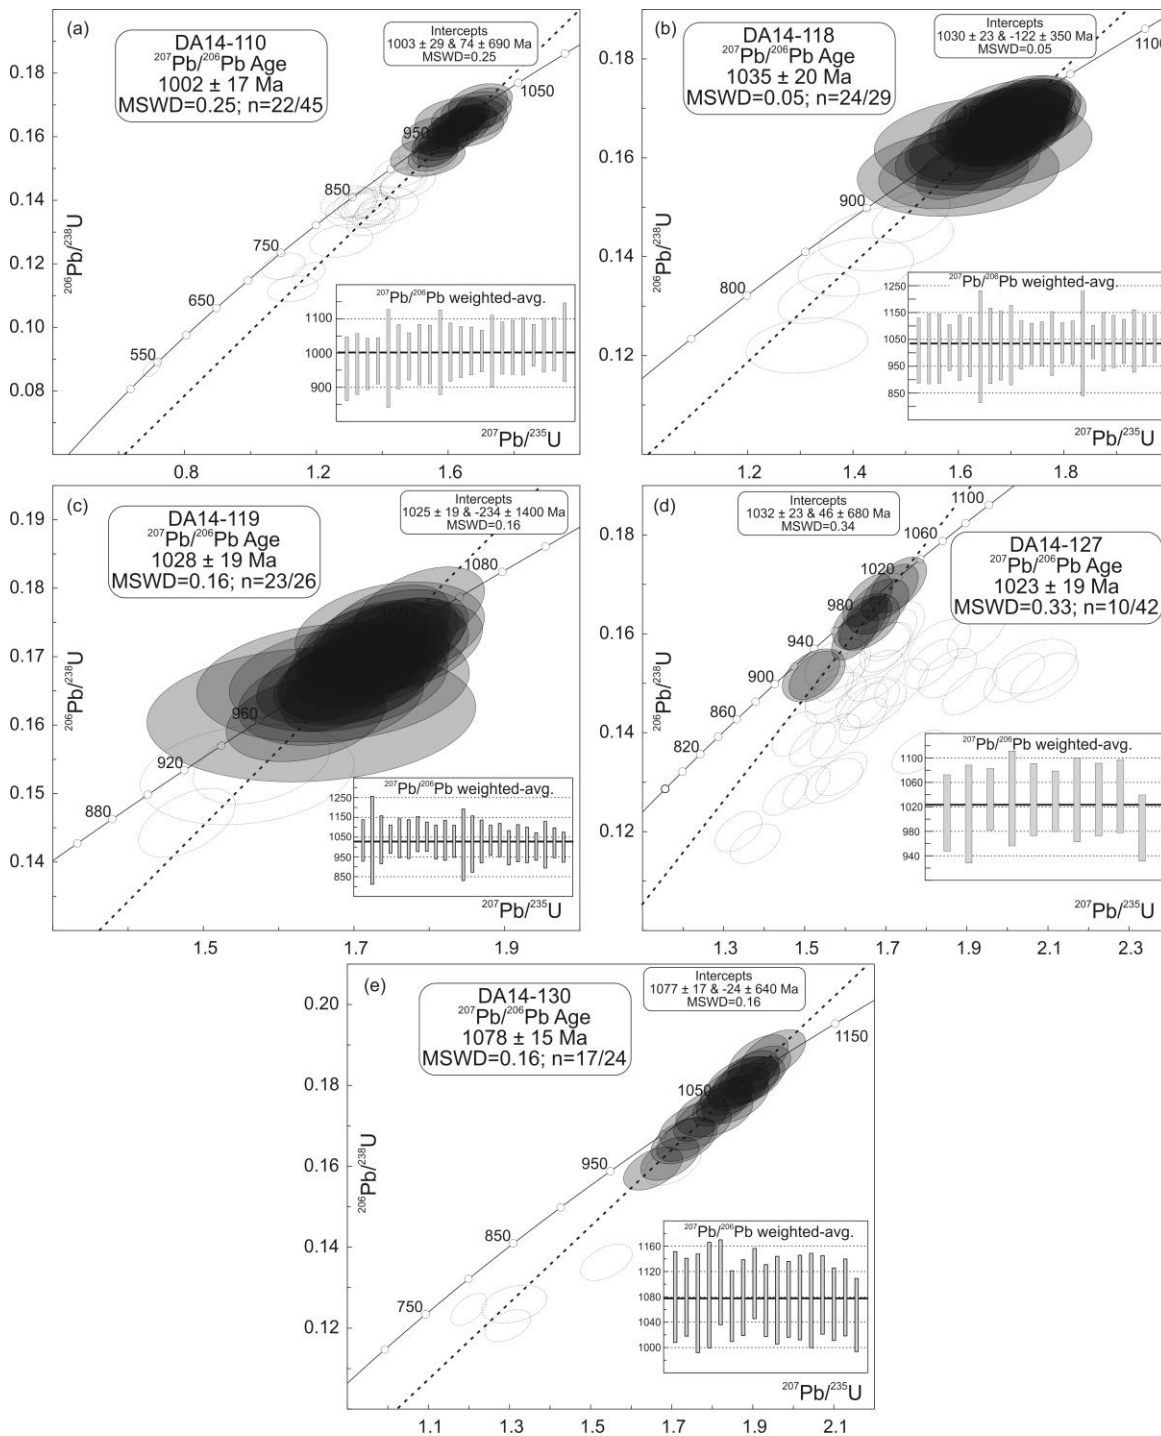 (a)
DA14-110
²⁰⁷Pb/²⁰⁶Pb Age
1002 ± 17 Ma
MSWD=0.25; n=22/45
Intercepts
1003 ± 29 & 74 ± 690 Ma
MSWD=0.25
0.18
0.16
0.14
0.12
0.10
0.08
²⁰⁶Pb/²³⁸U
550
650
750
850
950
1050
²⁰⁷Pb/²⁰⁶Pb weighted-avg.
1100
1000
900
²⁰⁷Pb/²³⁵U
0.8
1.2
1.6
(b)
DA14-118
²⁰⁷Pb/²⁰⁶Pb Age
1035 ± 20 Ma
MSWD=0.05; n=24/29
Intercepts
1030 ± 23 & -122 ± 350 Ma
MSWD=0.05
0.18
0.16
0.14
0.12
²⁰⁶Pb/²³⁸U
800
900
1100
²⁰⁷Pb/²⁰⁶Pb weighted-avg.
1250
1150
1050
950
850
²⁰⁷Pb/²³⁵U
1.2
1.4
1.6
1.8
(c)
DA14-119
²⁰⁷Pb/²⁰⁶Pb Age
1028 ± 19 Ma
MSWD=0.16; n=23/26
Intercepts
1025 ± 19 & -234 ± 1400 Ma
MSWD=0.16
0.19
0.18
0.17
0.16
0.15
0.14
²⁰⁶Pb/²³⁸U
880
920
960
1080
²⁰⁷Pb/²⁰⁶Pb weighted-avg.
1250
1150
1050
950
850
²⁰⁷Pb/²³⁵U
1.5
1.7
1.9
(d)
Intercepts
1032 ± 23 & 46 ± 680 Ma
MSWD=0.34
DA14-127
²⁰⁷Pb/²⁰⁶Pb Age
1023 ± 19 Ma
MSWD=0.33; n=10/42
0.18
0.16
0.14
0.12
²⁰⁶Pb/²³⁸U
820
860
900
940
980
1020
1060
1100
²⁰⁷Pb/²⁰⁶Pb weighted-avg.
1100
1060
1020
980
940
²⁰⁷Pb/²³⁵U
1.3
1.5
1.7
1.9
2.1
2.3
(e)
DA14-130
²⁰⁷Pb/²⁰⁶Pb Age
1078 ± 15 Ma
MSWD=0.16; n=17/24
Intercepts
1077 ± 17 & -24 ± 640 Ma
MSWD=0.16
0.20
0.18
0.16
0.14
0.12
²⁰⁶Pb/²³⁸U
750
850
950
1050
1150
²⁰⁷Pb/²⁰⁶Pb weighted-avg.
1160
1120
1080
1040
1000
²⁰⁷Pb/²³⁵U
1.1
1.3
1.5
1.7
1.9
2.1